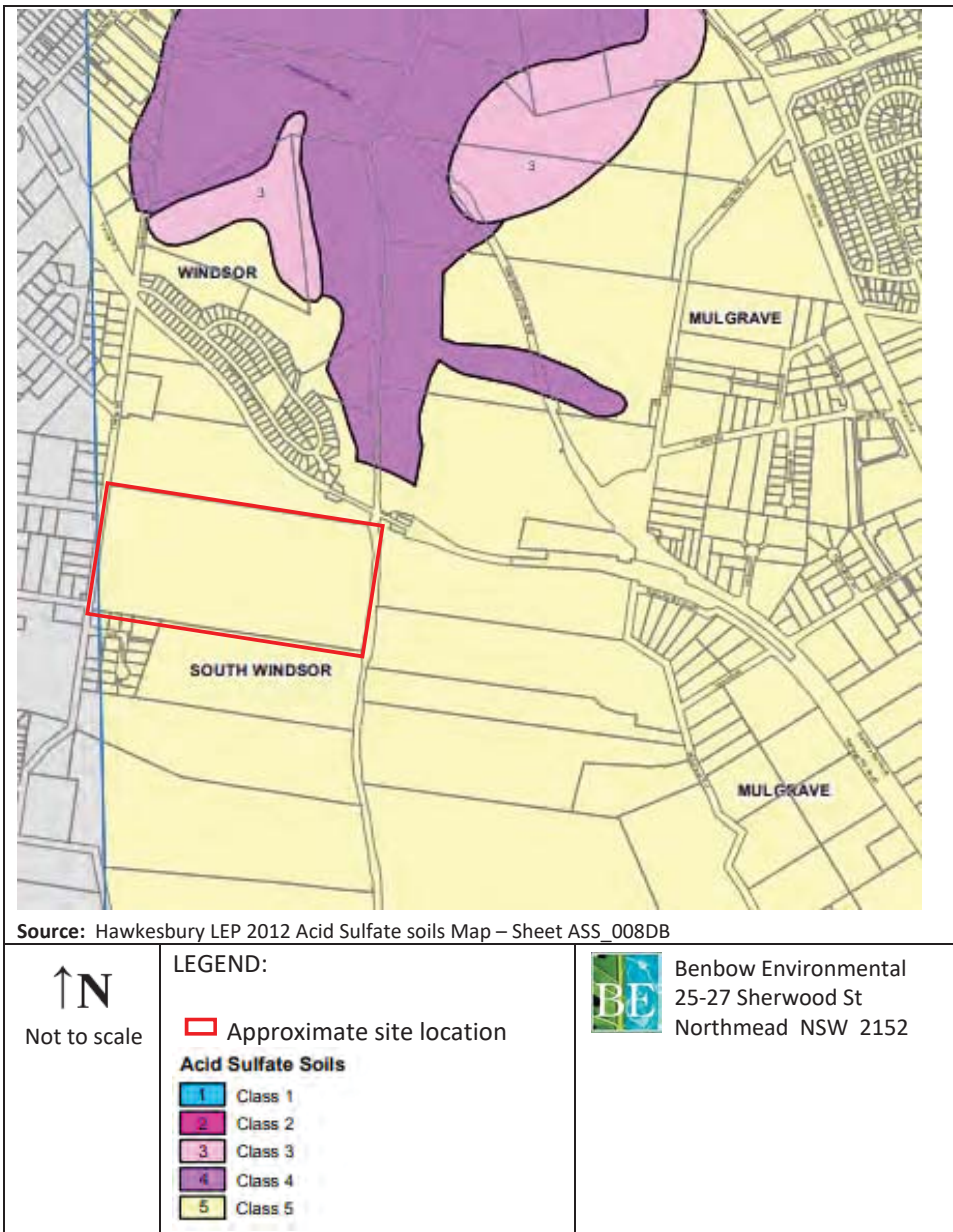 3
3
WINDSOR
MULGRAVE
SOUTH WINDSOR
MULGRAVE
Source: Hawkesbury LEP 2012 Acid Sulfate soils Map – Sheet ASS_008DB
↑N
Not to scale
LEGEND:
Approximate site location
Acid Sulfate Soils
1 Class 1
2 Class 2
3 Class 3
4 Class 4
5 Class 5
BE
Benbow Environmental
25-27 Sherwood St
Northmead NSW 2152